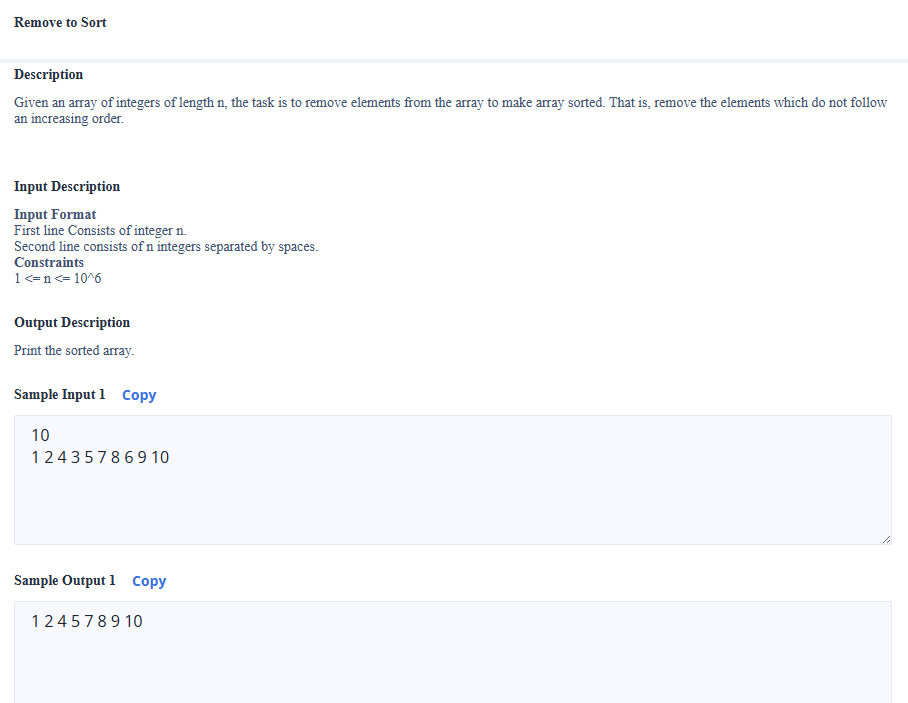 Remove to Sort
Description
Given an array of integers of length n, the task is to remove elements from the array to make array sorted. That is, remove the elements which do not follow
an increasing order.
Input Description
Input Format
First line Consists of integer n.
Second line consists of n integers separated by spaces.
Constraints
1 <= n <= 10^6
Output Description
Print the sorted array.
Sample Input 1 Copy
10
1 2 4 3 5 7 8 6 9 10
Sample Output 1 Copy
1 2 4 5 7 8 9 10